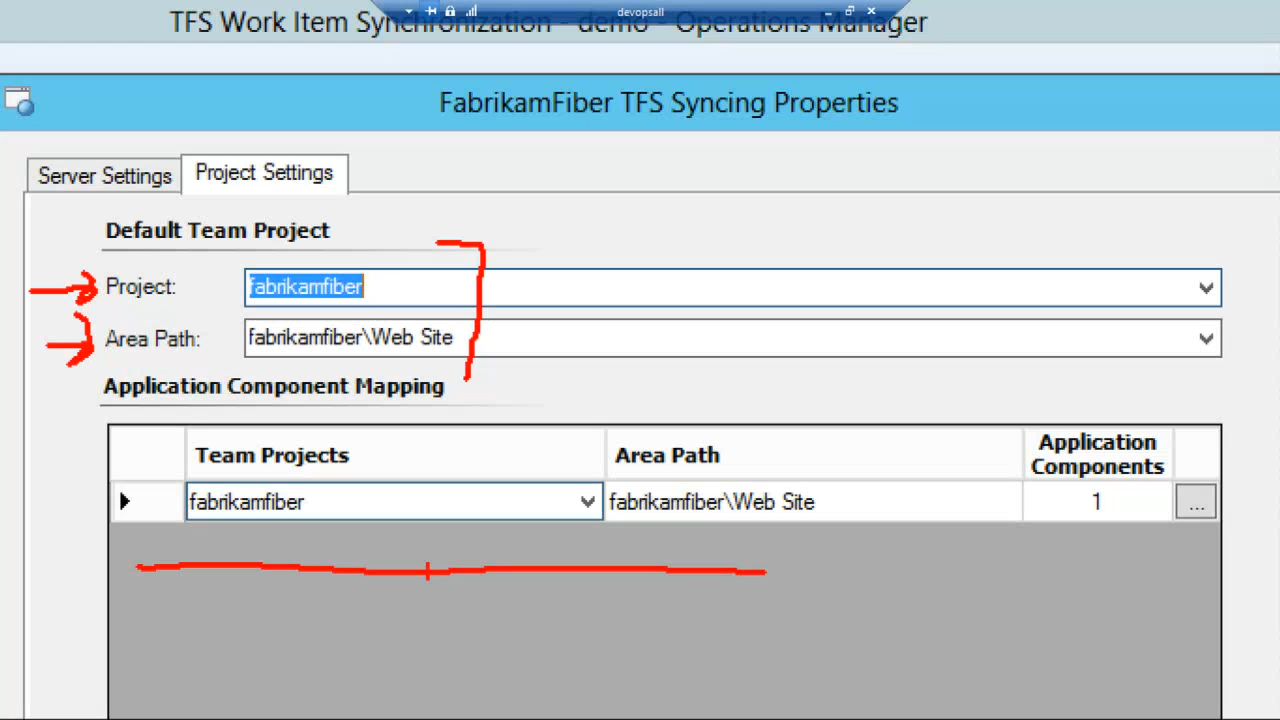 devopsall
TFS Work Item Synchronization - demo - Operations Manager
FabrikamFiber TFS Syncing Properties
Server Settings
Project Settings
Default Team Project
Project:
fabrikamfiber
Area Path:
fabrikamfiber\Web Site
Application Component Mapping
Team Projects
Area Path
Application
Components
fabrikamfiber
fabrikamfiber\Web Site
1
...